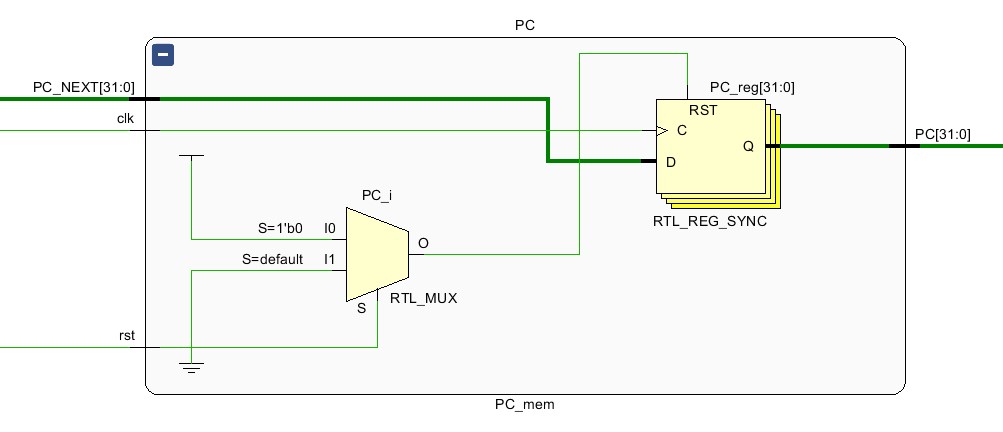 PC
PC_NEXT[31:0]
PC_reg[31:0]
RST
clk
C
PC[31:0]
Q
D
PC_i
RTL_REG_SYNC
S=1'b0 I0
O
S=default I1
RTL_MUX
S
rst
PC_mem